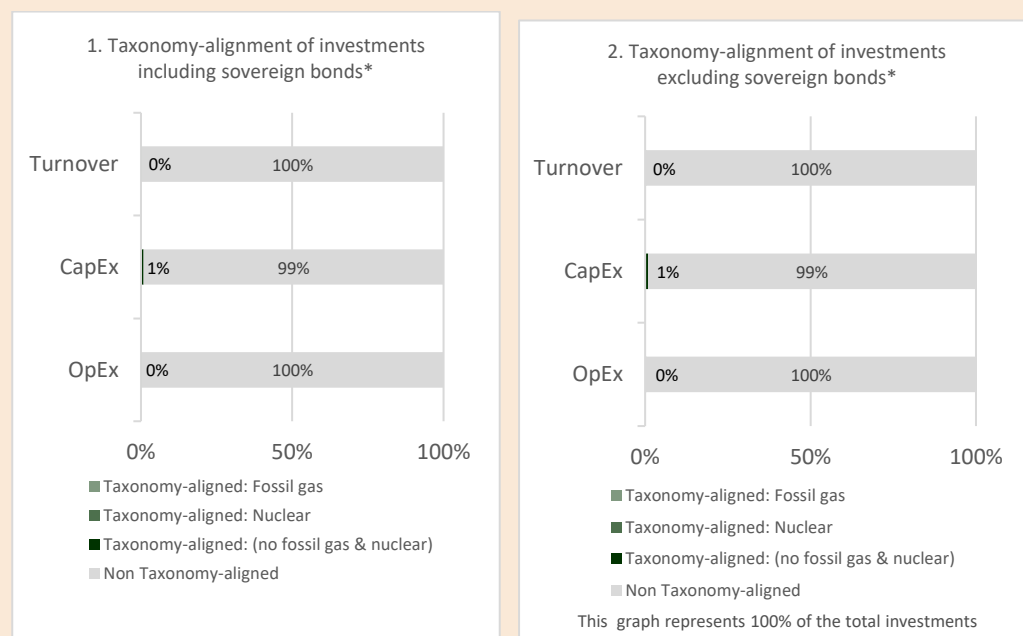 1. Taxonomy-alignment of investments
including sovereign bonds*
Turnover 0% 100%
CapEx 1% 99%
OpEx 0% 100%
0% 50% 100%
Taxonomy-aligned: Fossil gas
Taxonomy-aligned: Nuclear
Taxonomy-aligned: (no fossil gas & nuclear)
Non Taxonomy-aligned
2. Taxonomy-alignment of investments
excluding sovereign bonds*
Turnover 0% 100%
CapEx 1% 99%
OpEx 0% 100%
0% 50% 100%
Taxonomy-aligned: Fossil gas
Taxonomy-aligned: Nuclear
Taxonomy-aligned: (no fossil gas & nuclear)
Non Taxonomy-aligned
This graph represents 100% of the total investments